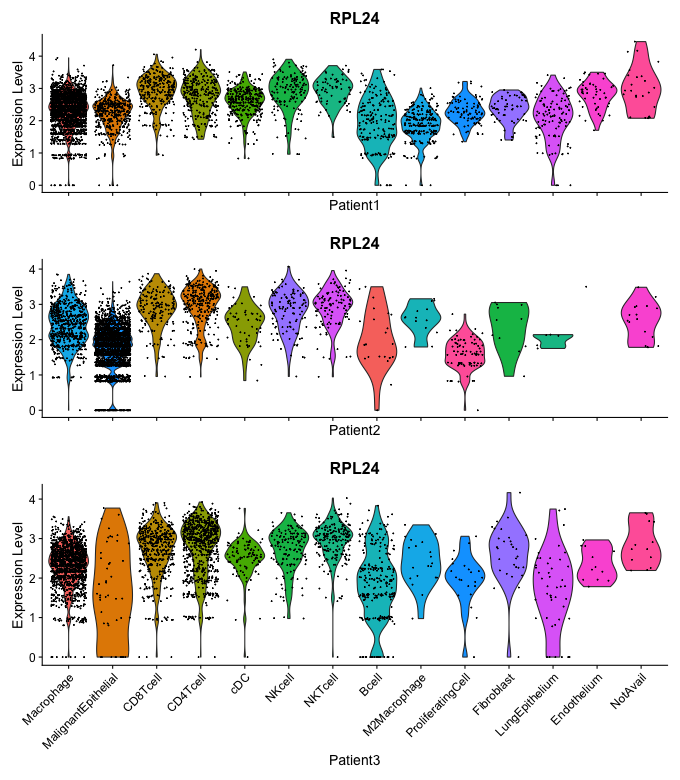 RPL24
Expression Level
4
3
2
1
0
Patient1
RPL24
Expression Level
4
3
2
1
0
Patient2
RPL24
Expression Level
4
3
2
1
0
Macrophage
MalignantEpithelial
CD8Tcell
CD4Tcell
cDC
NKcell
NKTcell
Bcell
M2Macrophage
ProliferatingCell
Fibroblast
LungEpithelium
Endothelium
NotAvail
Patient3